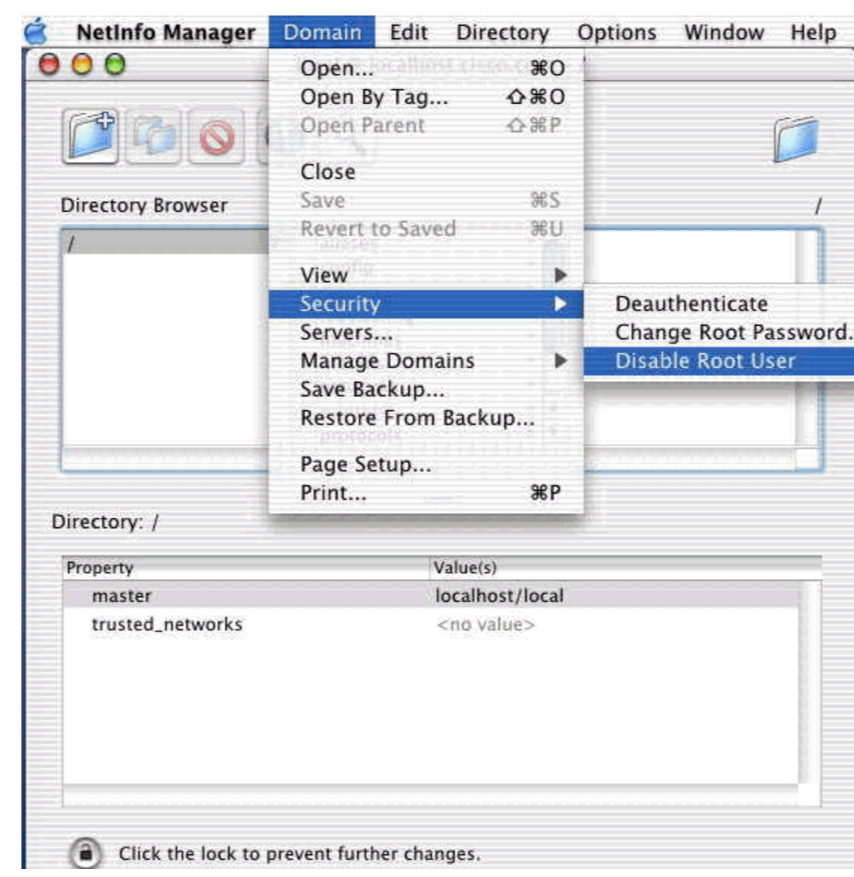 NetInfo Manager Domain Edit Directory Options Window Help
Open... ⌘O
Open By Tag... ⇧⌘O
Open Parent ⇧⌘P
Close
Save ⌘S
Revert to Saved ⌘U
View
Security
Servers...
Manage Domains
Save Backup...
Restore From Backup...
Page Setup...
Print... ⌘P
Deauthenticate
Change Root Password.
Disable Root User
Directory Browser /
/
Directory: /
Property Value(s)
master localhost/local
trusted_networks <no value>
Click the lock to prevent further changes.